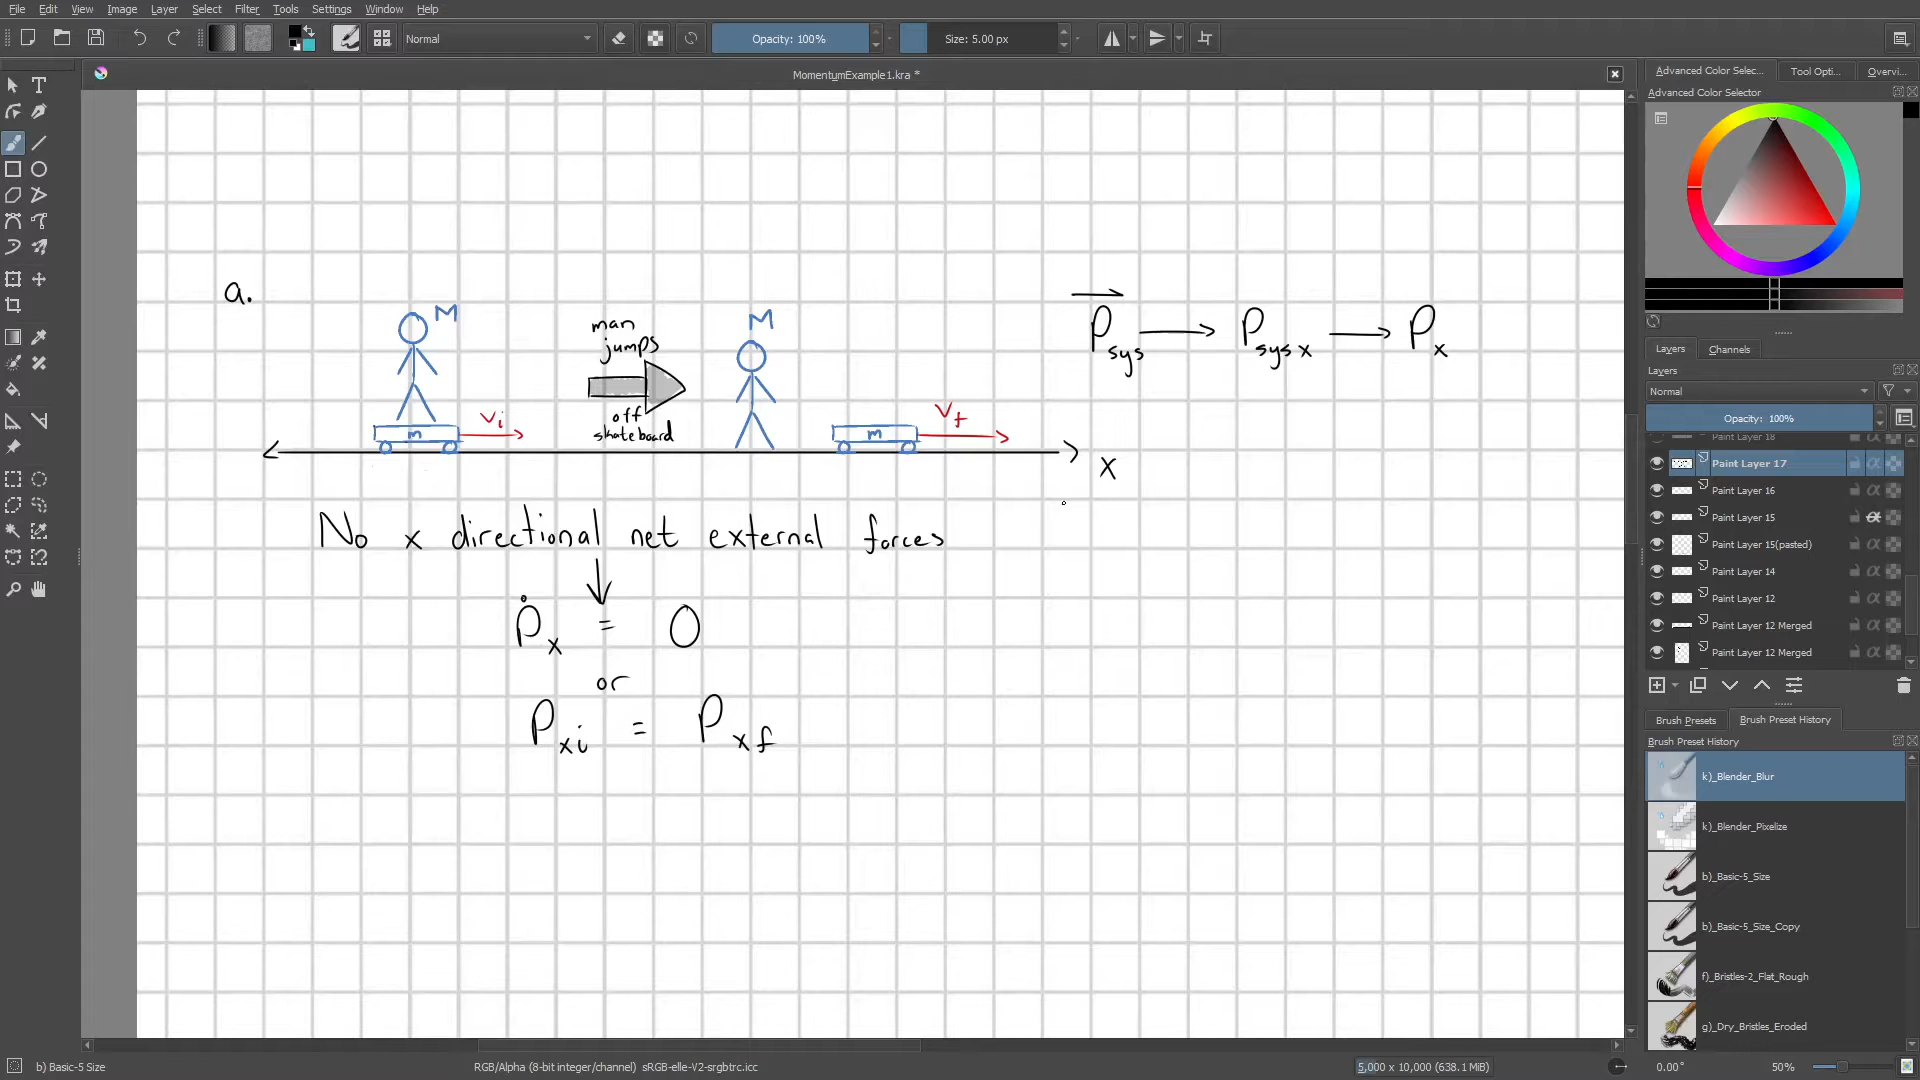 File Edit View Image Layer Select Filter Tools Settings Window Help
Normal
Opacity: 100%
Size: 5.00 px
MomentumExample1.kra *
a.
M
man
jumps
off
skateboard
m
vi
M
m
vf
x
Psys → Psysx → Px
No x directional net external forces
Ṗx = 0
or
Pxi = Pxf
Advanced Color Selec... Tool Opti... Overvi...
Advanced Color Selector
Layers Channels
Layers
Normal
Opacity: 100%
Paint Layer 18
Paint Layer 17
Paint Layer 16
Paint Layer 15
Paint Layer 15(pasted)
Paint Layer 14
Paint Layer 12
Paint Layer 12 Merged
Paint Layer 12 Merged
Brush Presets Brush Preset History
Brush Preset History
k)_Blender_Blur
k)_Blender_Pixelize
b)_Basic-5_Size
b)_Basic-5_Size_Copy
f)_Bristles-2_Flat_Rough
g)_Dry_Bristles_Eroded
b) Basic-5 Size
RGB/Alpha (8-bit integer/channel) sRGB-elle-V2-srgbtrc.icc
5,000 x 10,000 (638.1 MiB)
0.00°
50%